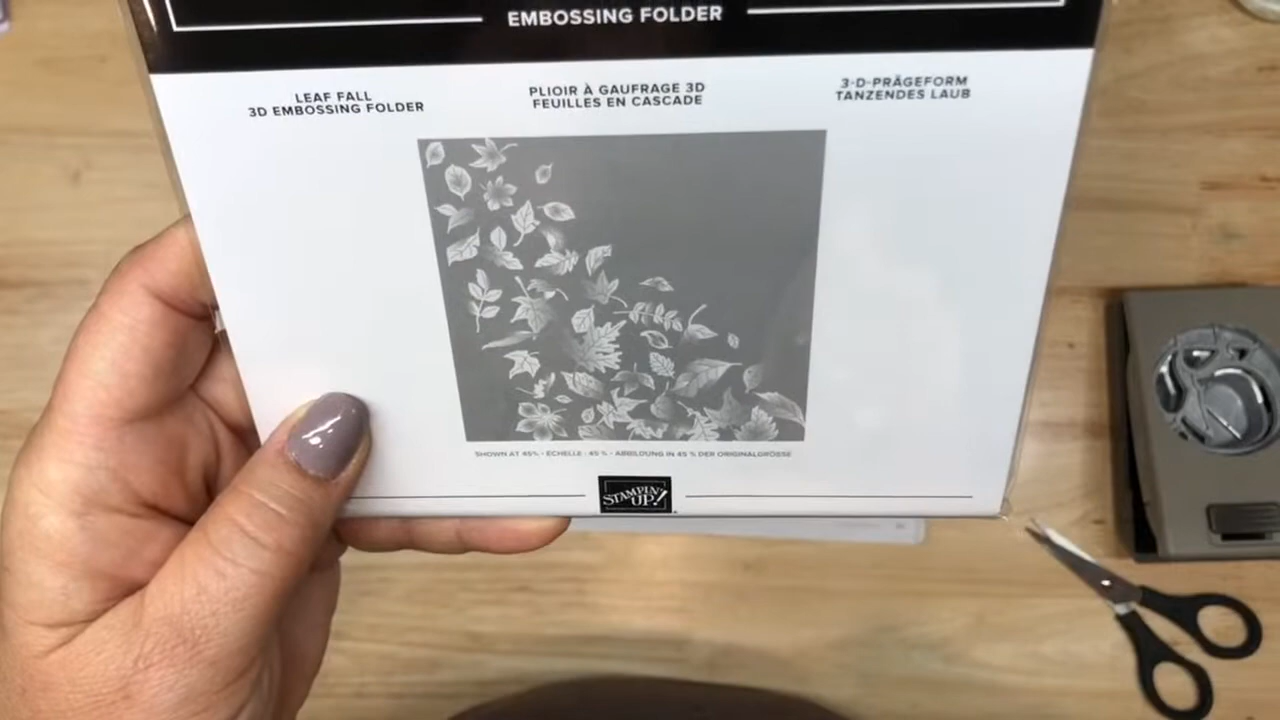 EMBOSSING FOLDER
LEAF FALL
3D EMBOSSING FOLDER
PLIOIR À GAUFRAGE 3D
FEUILLES EN CASCADE
3-D-PRÄGEFORM
TANZENDES LAUB
SHOWN AT 45% • ECHELLE : 45 % • ABBILDUNG IN 45 % DER ORIGINALGRÖSSE
STAMPIN'
UP!